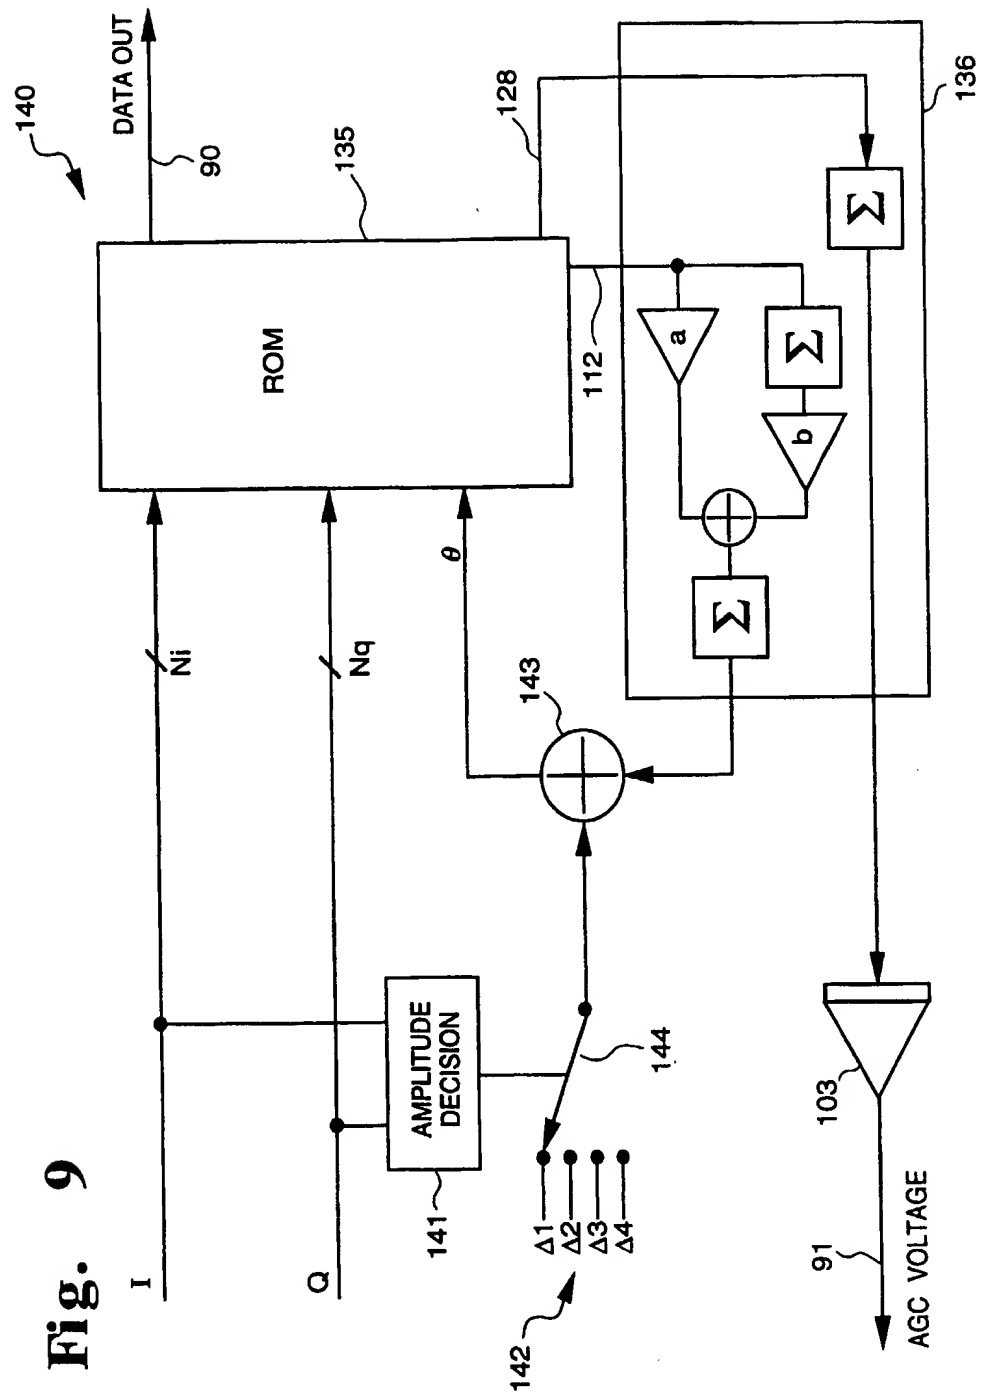 Fig. 9
140
DATA OUT
90
I
Ni
135
ROM
Q
Nq
θ
128
112
141
AMPLITUDE
DECISION
143
a
Σ
b
Σ
Σ
136
142
Δ1
Δ2
Δ3
Δ4
144
103
91
AGC VOLTAGE